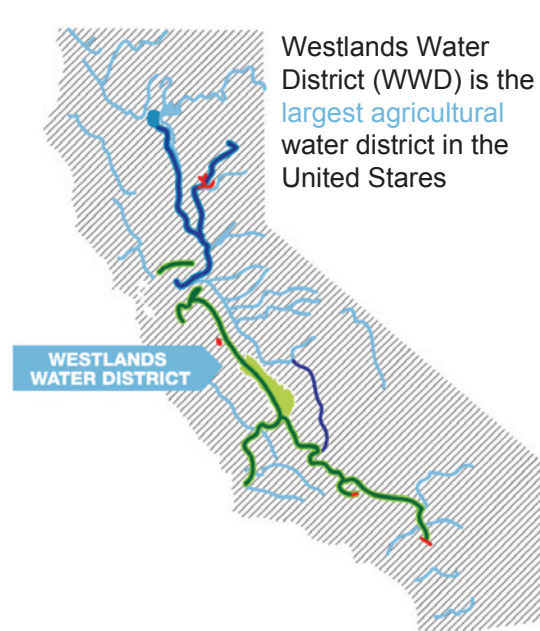 Westlands Water
District (WWD) is the
largest agricultural
water district in the
United Stares
WESTLANDS
WATER DISTRICT